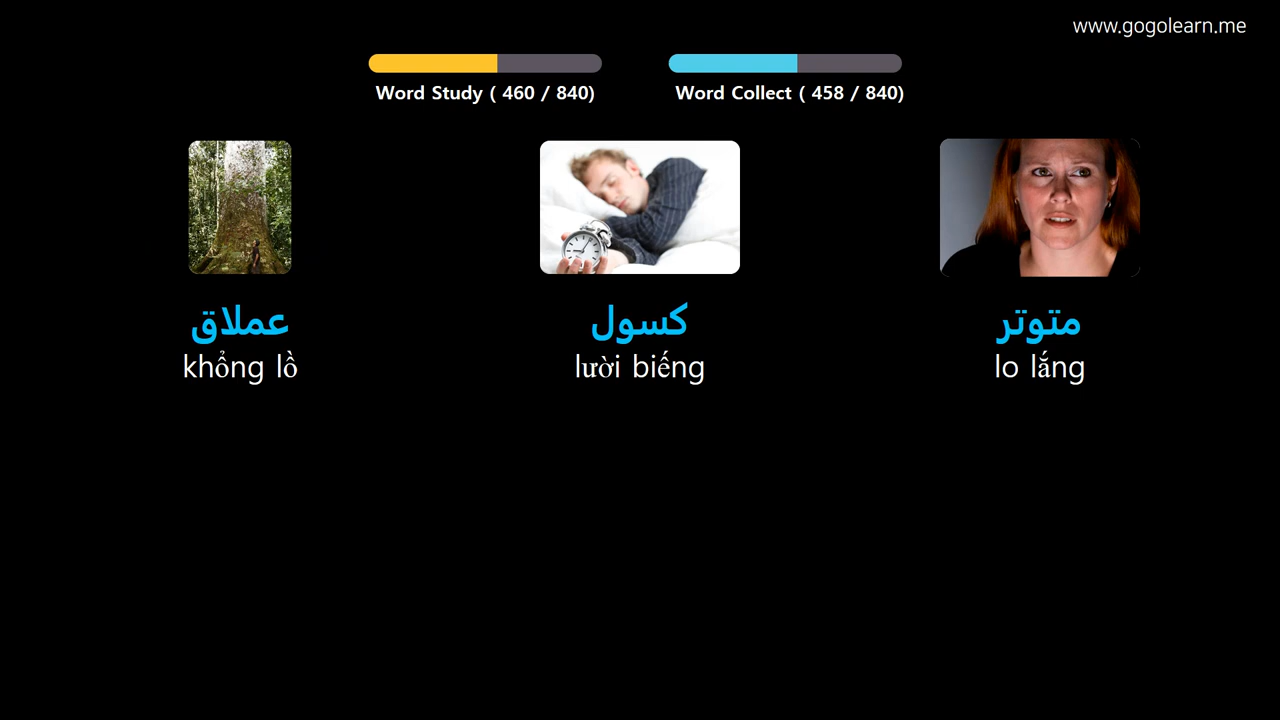 www.gogolearn.me
Word Study ( 460 / 840)
Word Collect ( 458 / 840)
عملاق
khổng lồ
كسول
lười biếng
متوتر
lo lắng